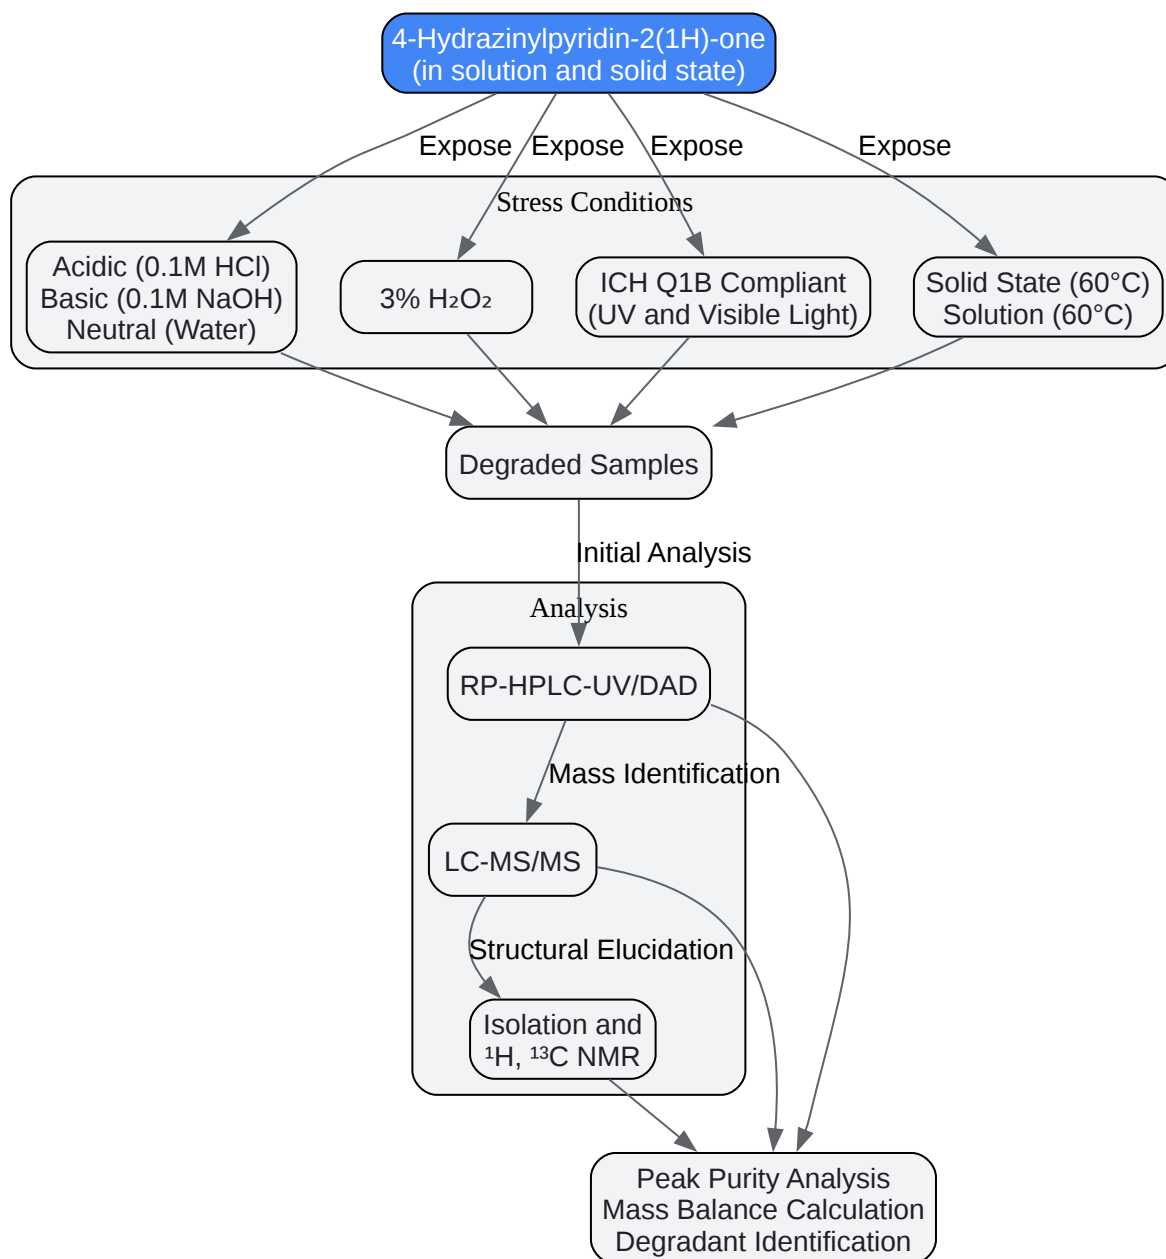 4-Hydrazinylpyridin-2(1H)-one
(in solution and solid state)
Expose
Expose
Expose
Expose
Stress Conditions
Acidic (0.1M HCl)
Basic (0.1M NaOH)
Neutral (Water)
3% H₂O₂
ICH Q1B Compliant
(UV and Visible Light)
Solid State (60°C)
Solution (60°C)
Degraded Samples
Initial Analysis
Analysis
RP-HPLC-UV/DAD
Mass Identification
LC-MS/MS
Structural Elucidation
Isolation and
¹H, ¹³C NMR
Peak Purity Analysis
Mass Balance Calculation
Degradant Identification